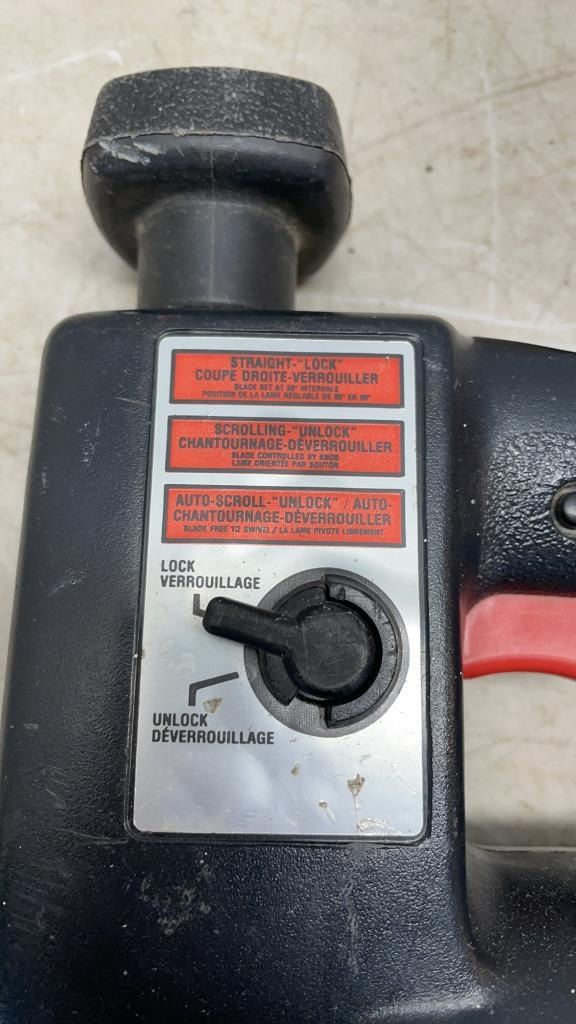 STRAIGHT-"LOCK"
COUPE DROITE-VERROUILLER
BLADE SET AT 90° INTERVALS
POSITION DE LA LAME RÉGLABLE DE 90° EN 90°
SCROLLING-"UNLOCK"
CHANTOURNAGE-DÉVERROUILLER
BLADE CONTROLLED BY KNOB
LAME ORIENTÉE PAR BOUTON
AUTO-SCROLL-"UNLOCK" / AUTO-
CHANTOURNAGE-DÉVERROUILLER
BLADE FREE TO SWIVEL / LA LAME PIVOTE LIBREMENT
LOCK
VERROUILLAGE
UNLOCK
DÉVERROUILLAGE